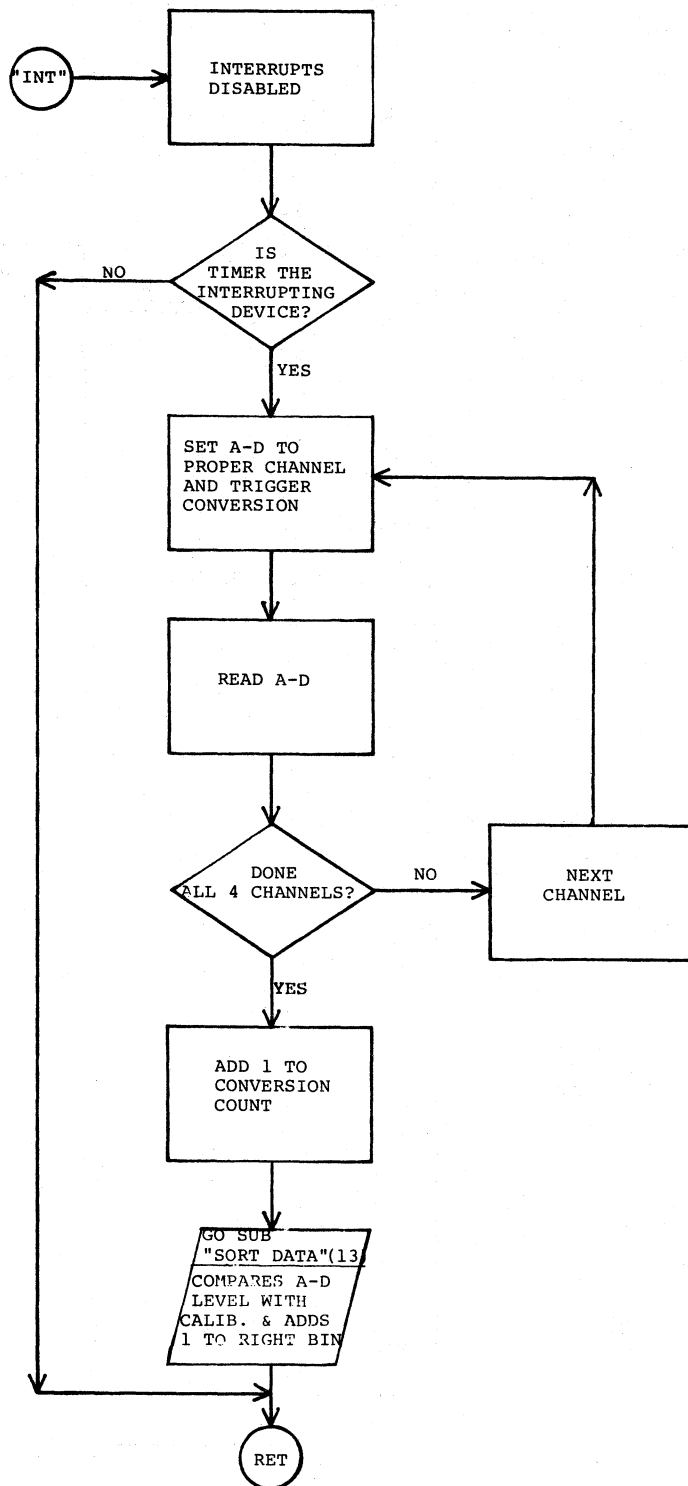 "INT"
INTERRUPTS
DISABLED
IS
TIMER THE
INTERRUPTING
DEVICE?
NO
YES
SET A-D TO
PROPER CHANNEL
AND TRIGGER
CONVERSION
READ A-D
DONE
ALL 4 CHANNELS?
NO
NEXT
CHANNEL
YES
ADD 1 TO
CONVERSION
COUNT
GO SUB
"SORT DATA"(13)
COMPARES A-D
LEVEL WITH
CALIB. & ADDS
1 TO RIGHT BIN
RET